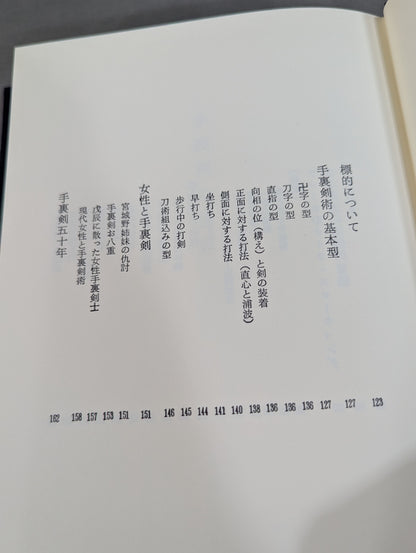 標的について 123
手裏剣術の基本型 127
卍字の型 127
刀字の型 136
直指の型 136
向相の位(構え)と剣の装着 136
正面に対する打法(直心と浦波) 138
側面に対する打法 140
坐打ち 141
早打ち 144
歩行中の打剣 145
刀術組込みの型 146
女性と手裏剣 151
宮城野姉妹の仇討 151
手裏剣お八重 153
戊辰に散った女性手裏剣士 157
現代女性と手裏剣術 158
手裏剣五十年 162